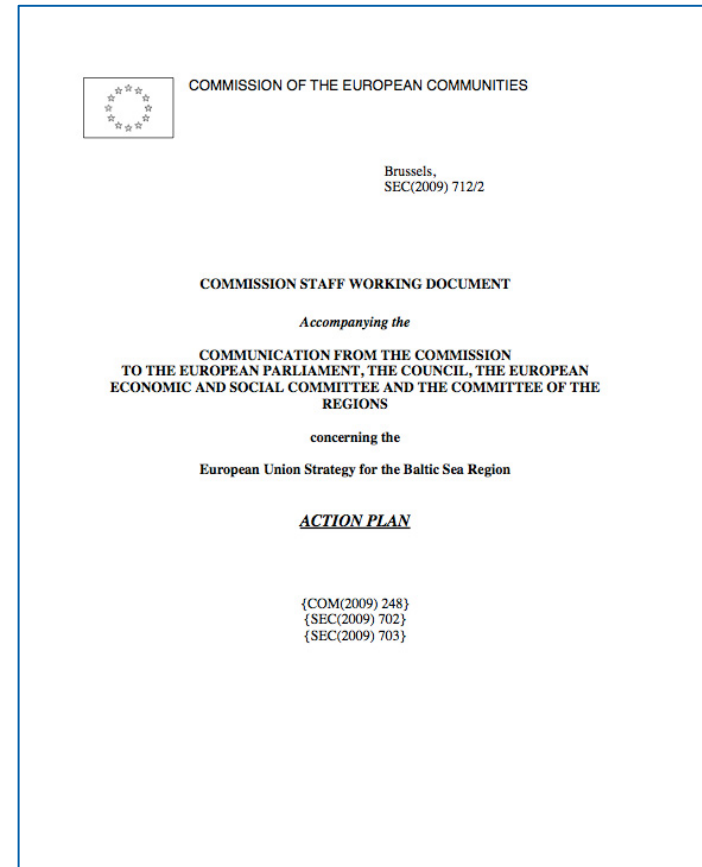 COMMISSION OF THE EUROPEAN COMMUNITIES
Brussels,
SEC(2009) 712/2
COMMISSION STAFF WORKING DOCUMENT
Accompanying the
COMMUNICATION FROM THE COMMISSION
TO THE EUROPEAN PARLIAMENT, THE COUNCIL, THE EUROPEAN
ECONOMIC AND SOCIAL COMMITTEE AND THE COMMITTEE OF THE
REGIONS
concerning the
European Union Strategy for the Baltic Sea Region
ACTION PLAN
{COM(2009) 248}
{SEC(2009) 702}
{SEC(2009) 703}